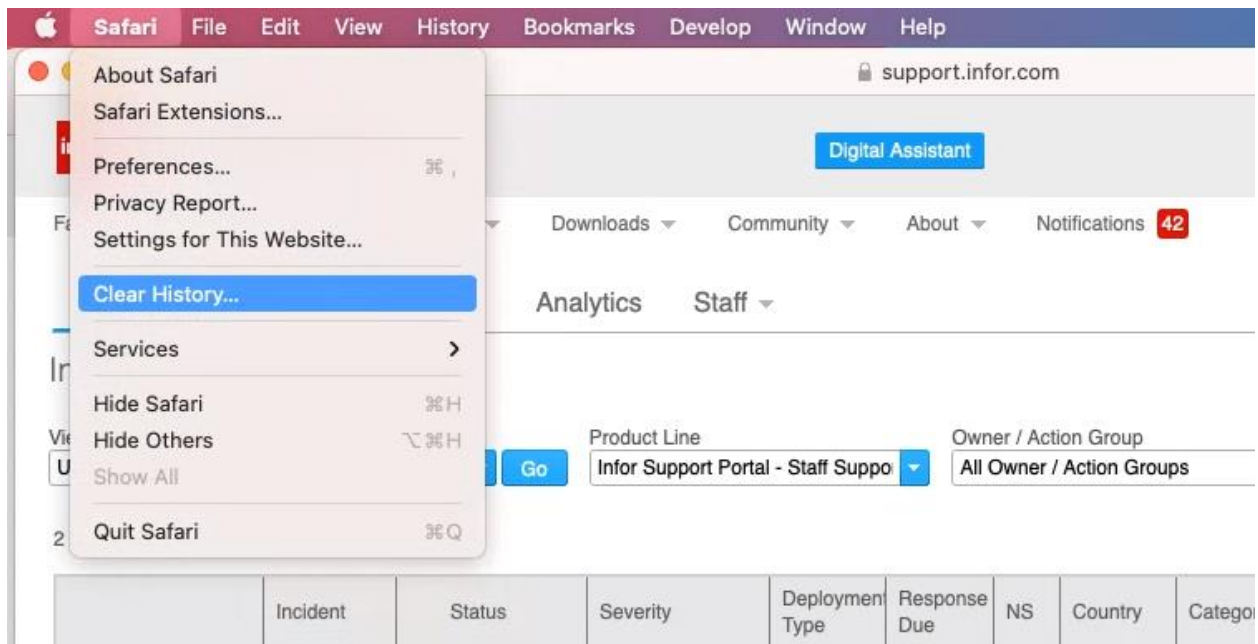 Safari File Edit View History Bookmarks Develop Window Help
About Safari
Safari Extensions...
Preferences... ⌘ ,
Privacy Report...
Settings for This Website...
Clear History...
Services
Hide Safari ⌘H
Hide Others ⌥⌘H
Show All
Quit Safari ⌘Q
support.infor.com
Digital Assistant
Downloads Community About Notifications 42
Analytics Staff
Go
Product Line
Infor Support Portal - Staff Suppo
Owner / Action Group
All Owner / Action Groups
2
Incident Status Severity Deployment Type Response Due NS Country Categor